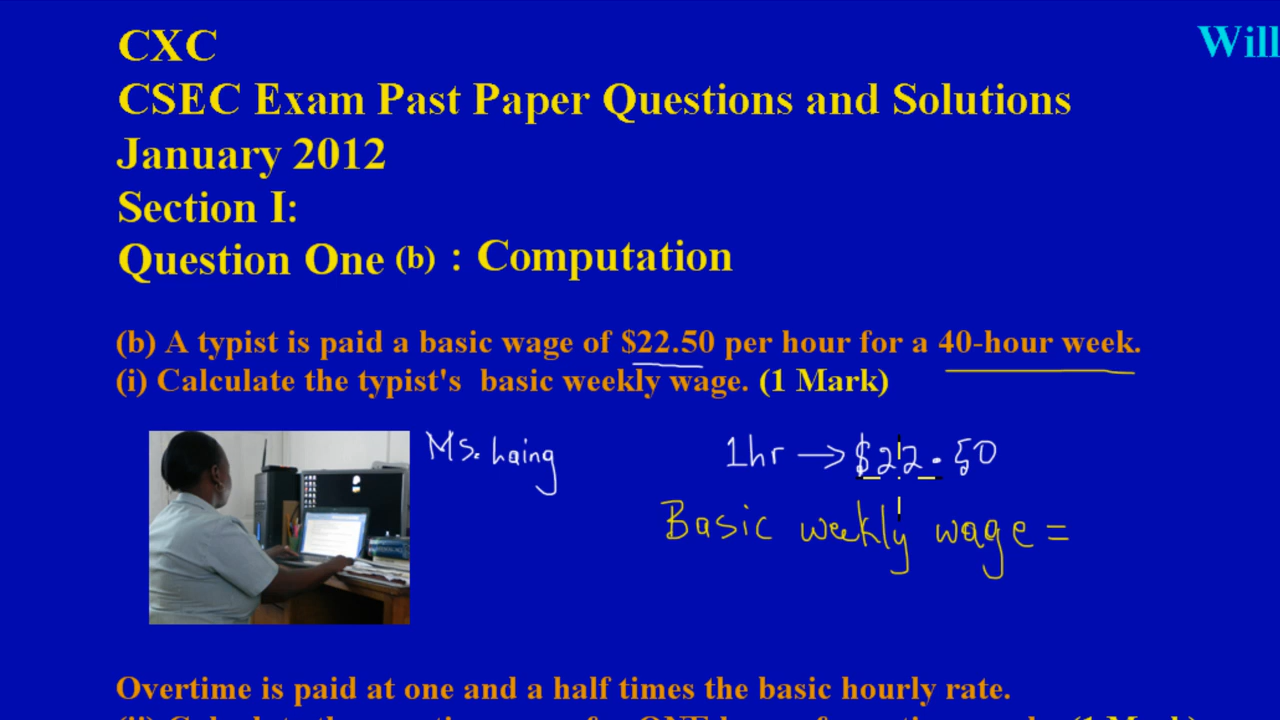 CXC
Will
CSEC Exam Past Paper Questions and Solutions
January 2012
Section I:
Question One (b) : Computation
(b) A typist is paid a basic wage of $22.50 per hour for a 40-hour week.
(i) Calculate the typist's basic weekly wage. (1 Mark)
Ms. haing
1hr → $22.50
Basic weekly wage =
Overtime is paid at one and a half times the basic hourly rate.